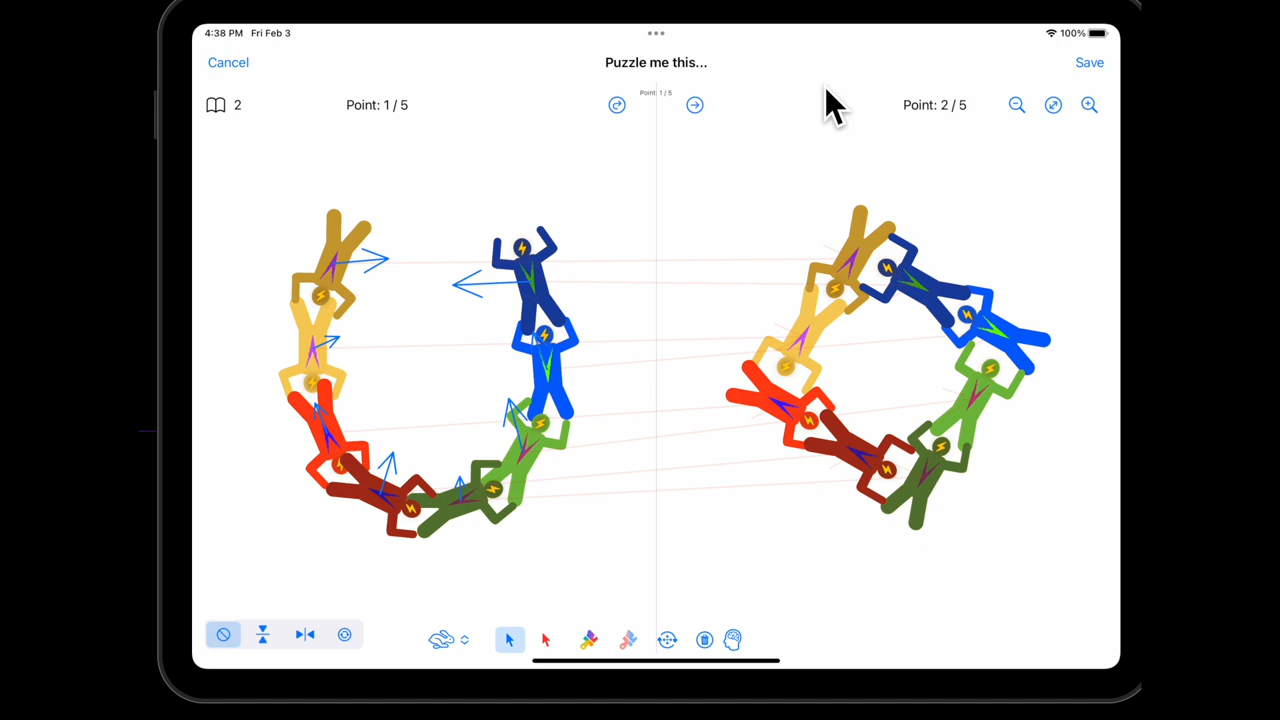 4:38 PM Fri Feb 3
100%
Cancel
Puzzle me this...
Save
2
Point: 1 / 5
Point: 1 / 5
Point: 2 / 5